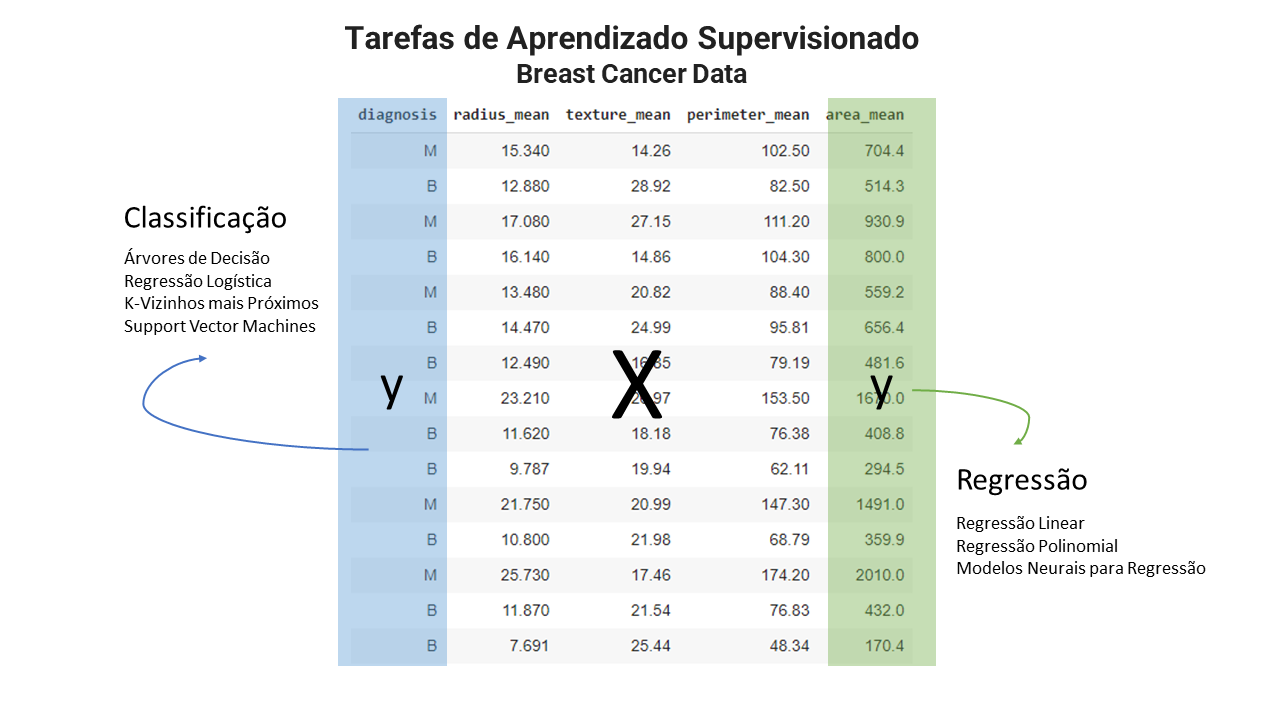 Tarefas de Aprendizado Supervisionado
Breast Cancer Data
diagnosis radius_mean texture_mean perimeter_mean area_mean
M 15.340 14.26 102.50 704.4
B 12.880 28.92 82.50 514.3
M 17.080 27.15 111.20 930.9
B 16.140 14.86 104.30 800.0
M 13.480 20.82 88.40 559.2
B 14.470 24.99 95.81 656.4
B 12.490 79.19 481.6
M 23.210 153.50
B 11.620 18.18 76.38 408.8
B 9.787 19.94 62.11 294.5
M 21.750 20.99 147.30 1491.0
B 10.800 21.98 68.79 359.9
M 25.730 17.46 174.20 2010.0
B 11.870 21.54 76.83 432.0
B 7.691 25.44 48.34 170.4
y X y
Classificação
Árvores de Decisão
Regressão Logística
K-Vizinhos mais Próximos
Support Vector Machines
Regressão
Regressão Linear
Regressão Polinomial
Modelos Neurais para Regressão